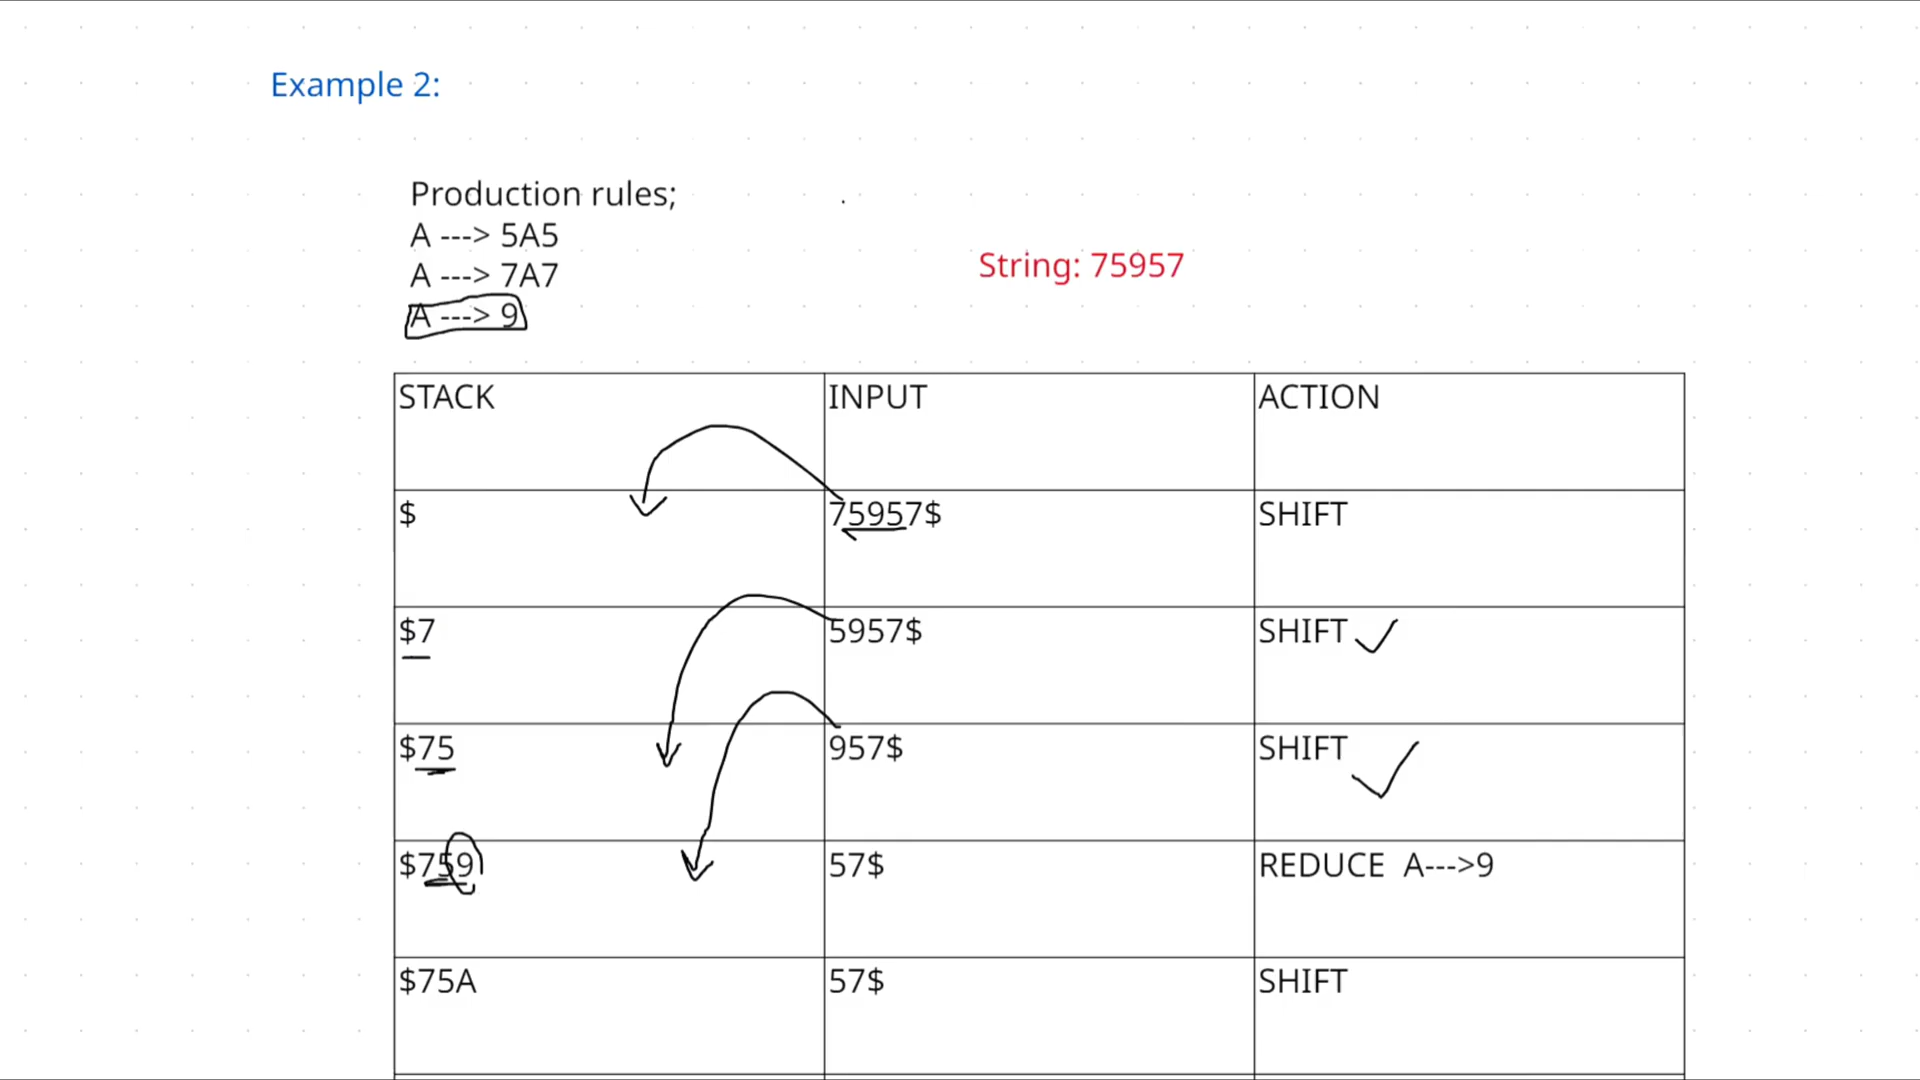 Example 2:
Production rules;
A ---> 5A5
A ---> 7A7
A ---> 9
String: 75957
STACK INPUT ACTION
$ 75957$ SHIFT
$7 5957$ SHIFT
$75 957$ SHIFT
$759 57$ REDUCE A--->9
$75A 57$ SHIFT